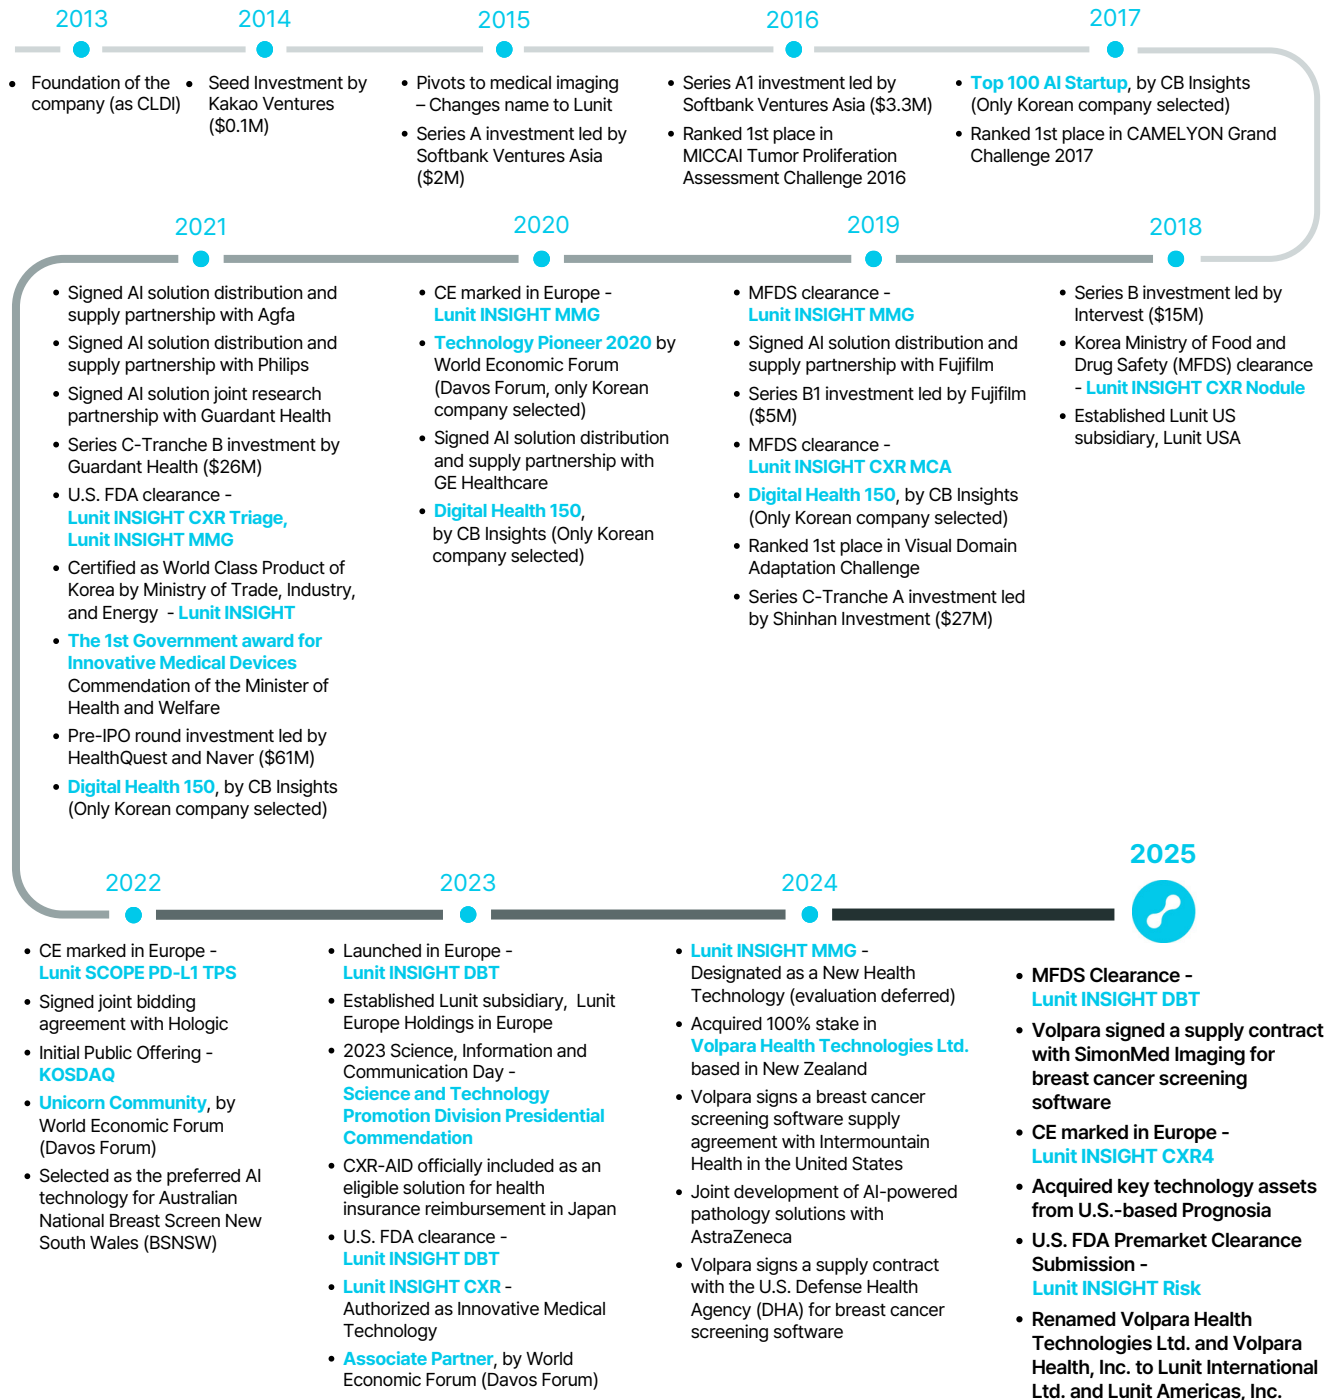 2013
• Foundation of the
company (as CLDI)
2014
• Seed Investment by
Kakao Ventures
($0.1M)
2015
• Pivots to medical imaging
– Changes name to Lunit
• Series A investment led by
Softbank Ventures Asia
($2M)
2016
• Series A1 investment led by
Softbank Ventures Asia ($3.3M)
• Ranked 1st place in
MICCAI Tumor Proliferation
Assessment Challenge 2016
2017
• Top 100 AI Startup, by CB Insights
(Only Korean company selected)
• Ranked 1st place in CAMELYON Grand
Challenge 2017
2018
• Series B investment led by
Intervest ($15M)
• Korea Ministry of Food and
Drug Safety (MFDS) clearance
- Lunit INSIGHT CXR Nodule
• Established Lunit US
subsidiary, Lunit USA
2019
• MFDS clearance -
Lunit INSIGHT MMG
• Signed AI solution distribution and
supply partnership with Fujifilm
• Series B1 investment led by Fujifilm
($5M)
• MFDS clearance -
Lunit INSIGHT CXR MCA
• Digital Health 150, by CB Insights
(Only Korean company selected)
• Ranked 1st place in Visual Domain
Adaptation Challenge
• Series C-Tranche A investment led
by Shinhan Investment ($27M)
2020
• CE marked in Europe -
Lunit INSIGHT MMG
• Technology Pioneer 2020 by
World Economic Forum
(Davos Forum, only Korean
company selected)
• Signed AI solution distribution
and supply partnership with
GE Healthcare
• Digital Health 150,
by CB Insights (Only Korean
company selected)
2021
• Signed AI solution distribution and
supply partnership with Agfa
• Signed AI solution distribution and
supply partnership with Philips
• Signed AI solution joint research
partnership with Guardant Health
• Series C-Tranche B investment by
Guardant Health ($26M)
• U.S. FDA clearance -
Lunit INSIGHT CXR Triage,
Lunit INSIGHT MMG
• Certified as World Class Product of
Korea by Ministry of Trade, Industry,
and Energy - Lunit INSIGHT
• The 1st Government award for
Innovative Medical Devices
Commendation of the Minister of
Health and Welfare
• Pre-IPO round investment led by
HealthQuest and Naver ($61M)
• Digital Health 150, by CB Insights
(Only Korean company selected)
2022
• CE marked in Europe -
Lunit SCOPE PD-L1 TPS
• Signed joint bidding
agreement with Hologic
• Initial Public Offering -
KOSDAQ
• Unicorn Community, by
World Economic Forum
(Davos Forum)
• Selected as the preferred AI
technology for Australian
National Breast Screen New
South Wales (BSNSW)
2023
• Launched in Europe -
Lunit INSIGHT DBT
• Established Lunit subsidiary, Lunit
Europe Holdings in Europe
• 2023 Science, Information and
Communication Day -
Science and Technology
Promotion Division Presidential
Commendation
• CXR-AID officially included as an
eligible solution for health
insurance reimbursement in Japan
• U.S. FDA clearance -
Lunit INSIGHT DBT
• Lunit INSIGHT CXR -
Authorized as Innovative Medical
Technology
• Associate Partner, by World
Economic Forum (Davos Forum)
2024
• Lunit INSIGHT MMG -
Designated as a New Health
Technology (evaluation deferred)
• Acquired 100% stake in
Volpara Health Technologies Ltd.
based in New Zealand
• Volpara signs a breast cancer
screening software supply
agreement with Intermountain
Health in the United States
• Joint development of AI-powered
pathology solutions with
AstraZeneca
• Volpara signs a supply contract
with the U.S. Defense Health
Agency (DHA) for breast cancer
screening software
2025
• MFDS Clearance -
Lunit INSIGHT DBT
• Volpara signed a supply contract
with SimonMed Imaging for
breast cancer screening
software
• CE marked in Europe -
Lunit INSIGHT CXR4
• Acquired key technology assets
from U.S.-based Prognosia
• U.S. FDA Premarket Clearance
Submission -
Lunit INSIGHT Risk
• Renamed Volpara Health
Technologies Ltd. and Volpara
Health, Inc. to Lunit International
Ltd. and Lunit Americas, Inc.